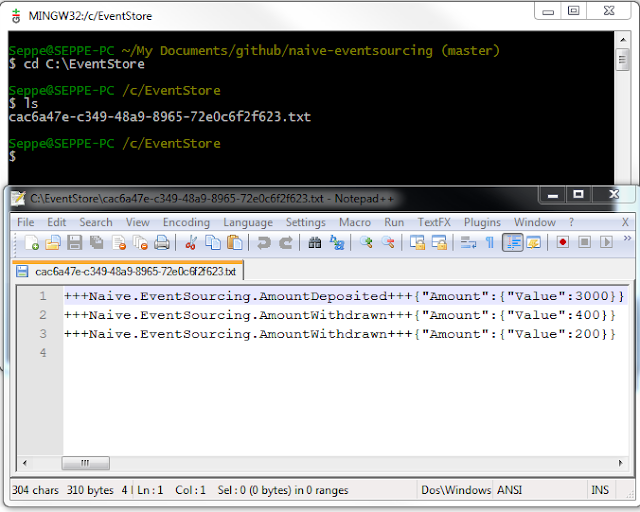 MINGW32:/c/EventStore
Seppe@SEPPE-PC ~/My Documents/github/naive-eventsourcing (master)
$ cd C:\EventStore
Seppe@SEPPE-PC /c/EventStore
$ ls
cac6a47e-c349-48a9-8965-72e0c6f2f623.txt
Seppe@SEPPE-PC /c/EventStore
$
C:\EventStore\cac6a47e-c349-48a9-8965-72e0c6f2f623.txt - Notepad++
File Edit Search View Encoding Language Settings Macro Run TextFX Plugins Window ? X
cac6a47e-c349-48a9-8965-72e0c6f2f623.txt
1 +++Naive.EventSourcing.AmountDeposited+++{"Amount":{"Value":3000}}
2 +++Naive.EventSourcing.AmountWithdrawn+++{"Amount":{"Value":400}}
3 +++Naive.EventSourcing.AmountWithdrawn+++{"Amount":{"Value":200}}
4
304 chars 310 bytes 4 l Ln : 1 Col : 1 Sel : 0 (0 bytes) in 0 ranges Dos\Windows ANSI INS